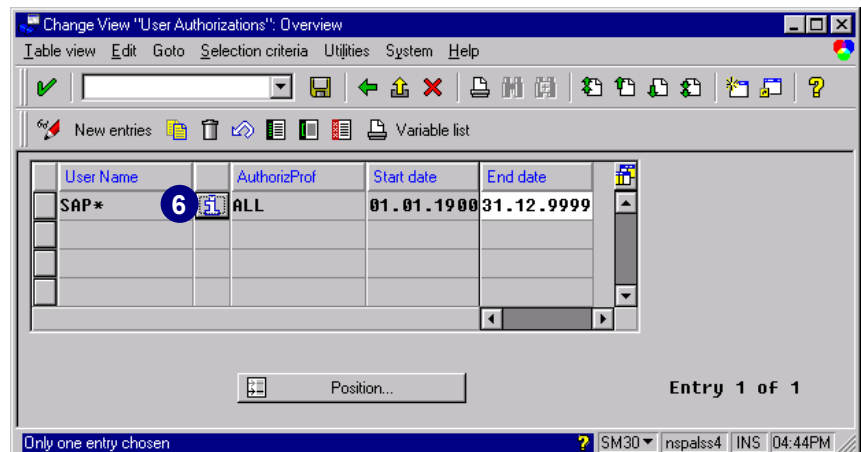 Change View "User Authorizations": Overview
Table view Edit Goto Selection criteria Utilities System Help
New entries Variable list
User Name AuthorizProf Start date End date
SAP* 6 i ALL 01.01.1900 31.12.9999
Position...
Entry 1 of 1
Only one entry chosen ? SM30 nspalss4 INS 04:44PM